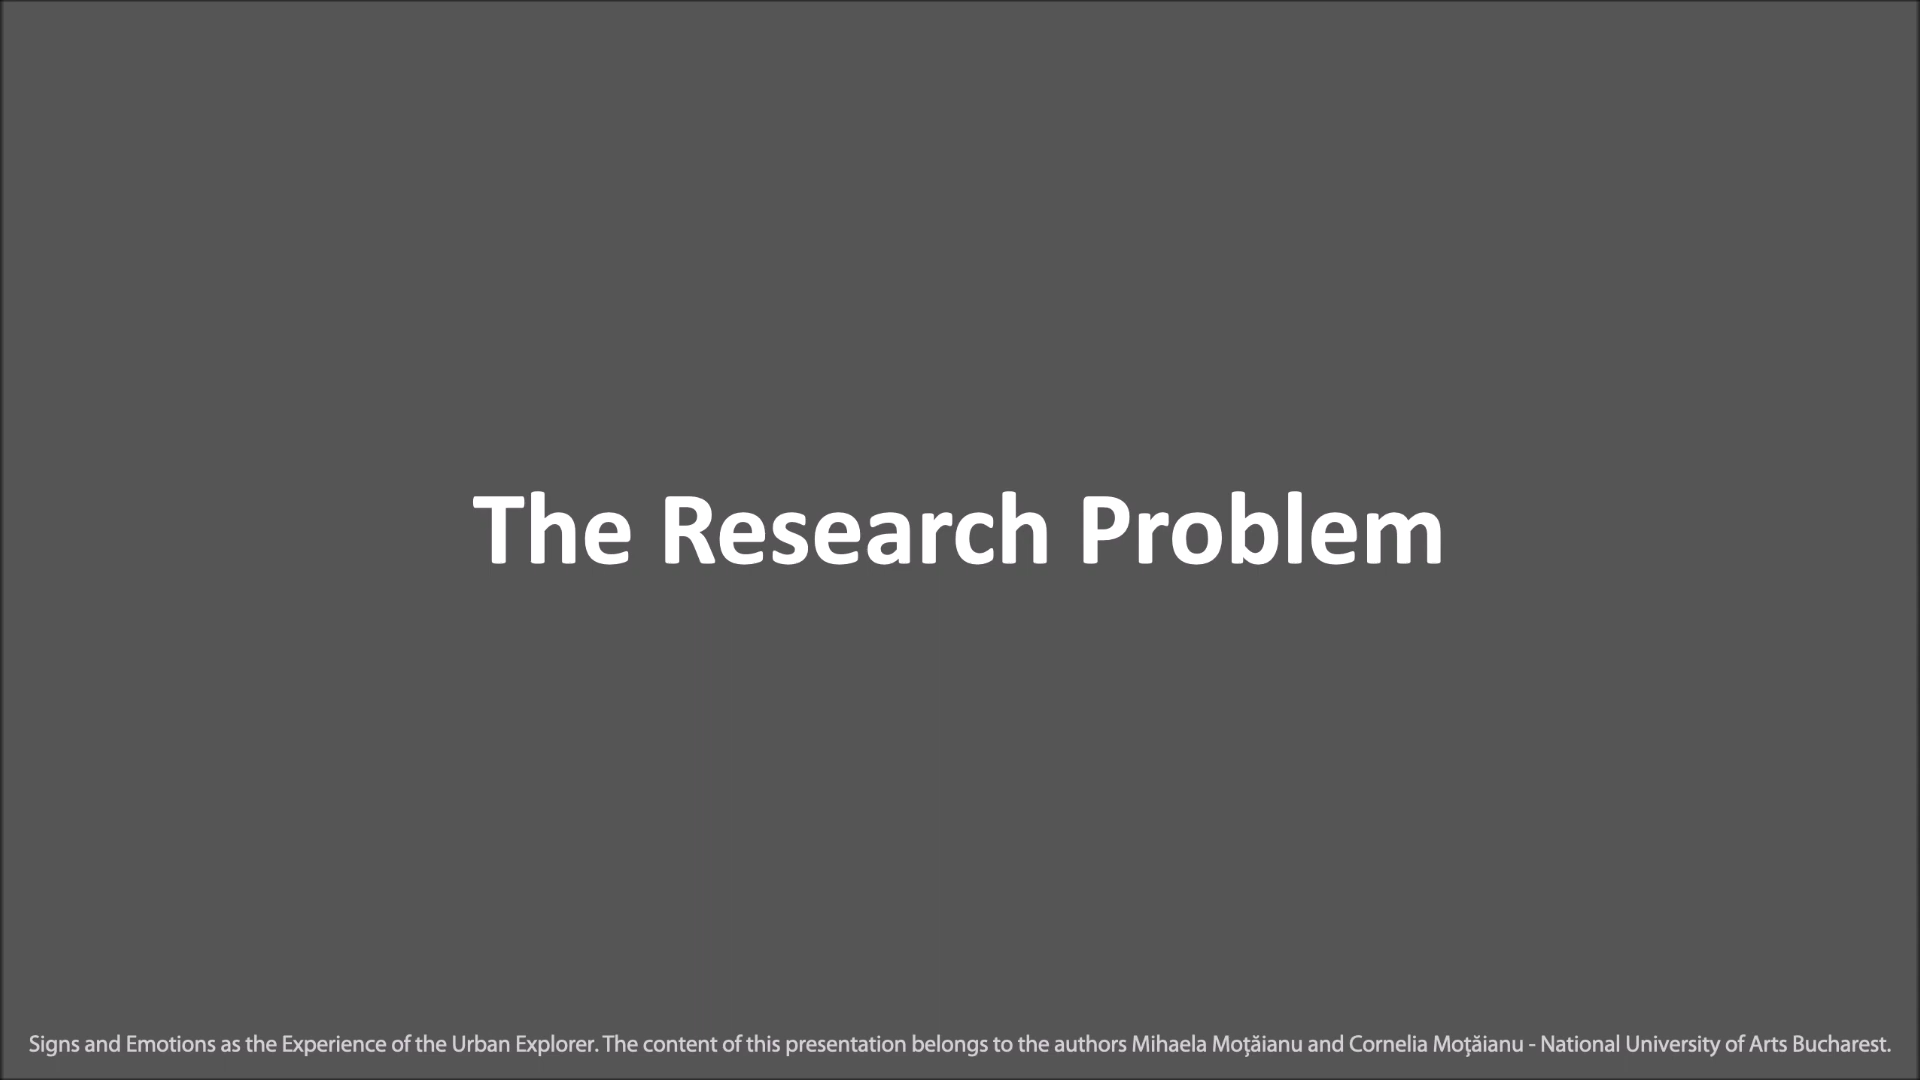 The Research Problem
Signs and Emotions as the Experience of the Urban Explorer. The content of this presentation belongs to the authors Mihaela Moţăianu and Cornelia Moţăianu - National University of Arts Bucharest.